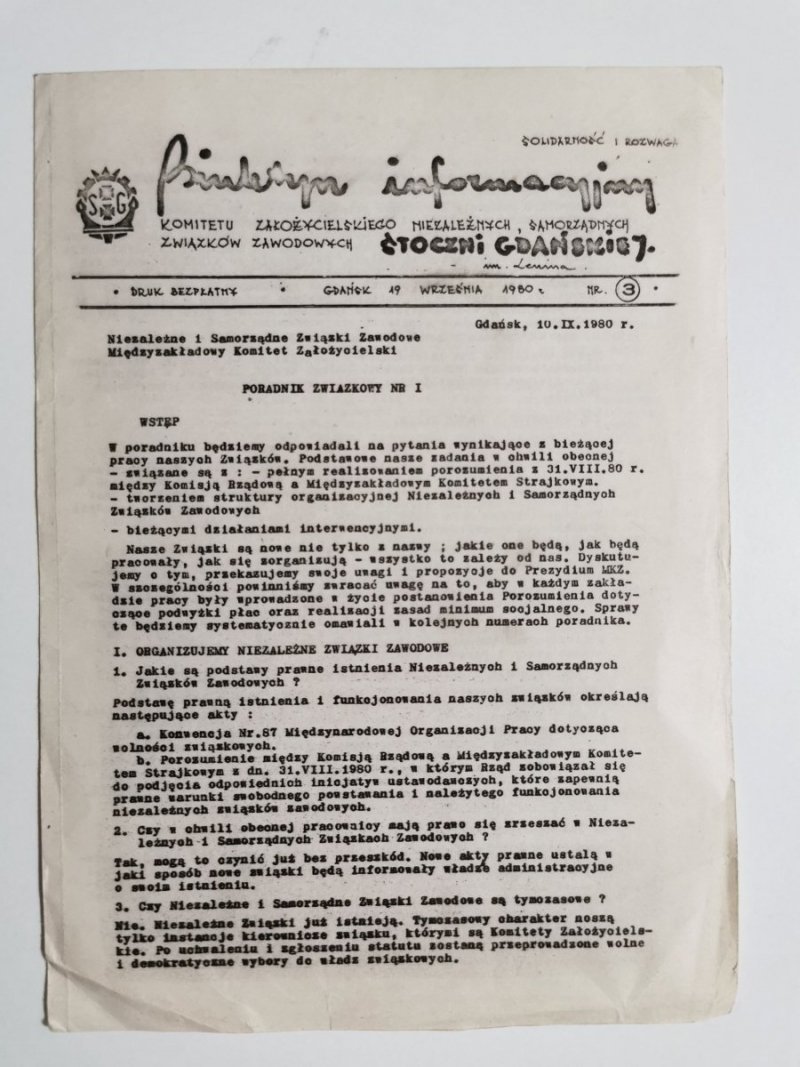 SOLIDARNOŚĆ I ROZWAGA
Biuletyn informacyjny
S G
KOMITETU ZAŁOŻYCIELSKIEGO NIEZALEŻNYCH, SAMORZĄDNYCH
ZWIĄZKÓW ZAWODOWYCH STOCZNI GDAŃSKIEJ.
im. Lenina.
• DRUK BEZPŁATNY • GDAŃSK 19 WRZEŚNIA 1980 r. NR. 3 •
Gdańsk, 10.IX.1980 r.
Niezależne i Samorządne Związki Zawodowe
Międzyzakładowy Komitet Założycielski
PORADNIK ZWIAZKOWY NR I
WSTĘP
W poradniku będziemy odpowiadali na pytania wynikające z bieżącej
pracy naszych Związków. Podstawowe nasze zadania w chwili obecnej
- związane są z : - pełnym realizowaniem porozumienia z 31.VIII.80 r.
między Komisją Rządową a Międzyzakładowym Komitetem Strajkowym.
- tworzeniem struktury organizacyjnej Niezależnych i Samorządnych
Związków Zawodowych
- bieżącymi działaniami interwencyjnymi.
Nasze Związki są nowe nie tylko z nazwy ; jakie one będą, jak będą
pracowały, jak się zorganizują - wszystko to zależy od nas. Dyskutu-
jemy o tym, przekazujemy swoje uwagi i propozycje do Prezydium MKZ.
W szczególności powinniśmy zwracać uwagę na to, aby w każdym zakła-
dzie pracy były wprowadzone w życie postanowienia Porozumienia doty-
czące podwyżki płac oraz realizacji zasad minimum socjalnego. Sprawy
te będziemy systematycznie omawiali w kolejnych numerach poradnika.
I. ORGANIZUJEMY NIEZALEŻNE ZWIĄZKI ZAWODOWE
1. Jakie są podstawy prawne istnienia Niezależnych i Samorządnych
Związków Zawodowych ?
Podstawę prawną istnienia i funkcjonowania naszych związków określają
następujące akty :
a. Konwencja Nr.87 Międzynarodowej Organizacji Pracy dotycząca
wolności związkowych.
b. Porozumienie między Komisją Rządową a Międzyzakładowym Komite-
tem Strajkowym z dn. 31.VIII.1980 r., w którym Rząd zobowiązał się
do podjęcia odpowiednich inicjatyw ustawodawczych, które zapewnią
prawne warunki swobodnego powstawania i należytego funkcjonowania
niezależnych związków zawodowych.
2. Czy w chwili obecnej pracownicy mają prawo się zrzeszać w Nieza-
leżnych i Samorządnych Związkach Zawodowych ?
Tak, mogą to czynić już bez przeszkód. Nowe akty prawne ustalą w
jaki sposób nowe związki będą informowały władze administracyjne
o swoim istnieniu.
3. Czy Niezależne i Samorządne Związki Zawodowe są tymczasowe ?
Nie. Niezależne Związki już istnieją. Tymczasowy charakter noszą
tylko instancje kierownicze związku, którymi są Komitety Założyciels-
kie. Po uchwaleniu i zgłoszeniu statutu zostaną przeprowadzone wolne
i demokratyczne wybory do władz związkowych.